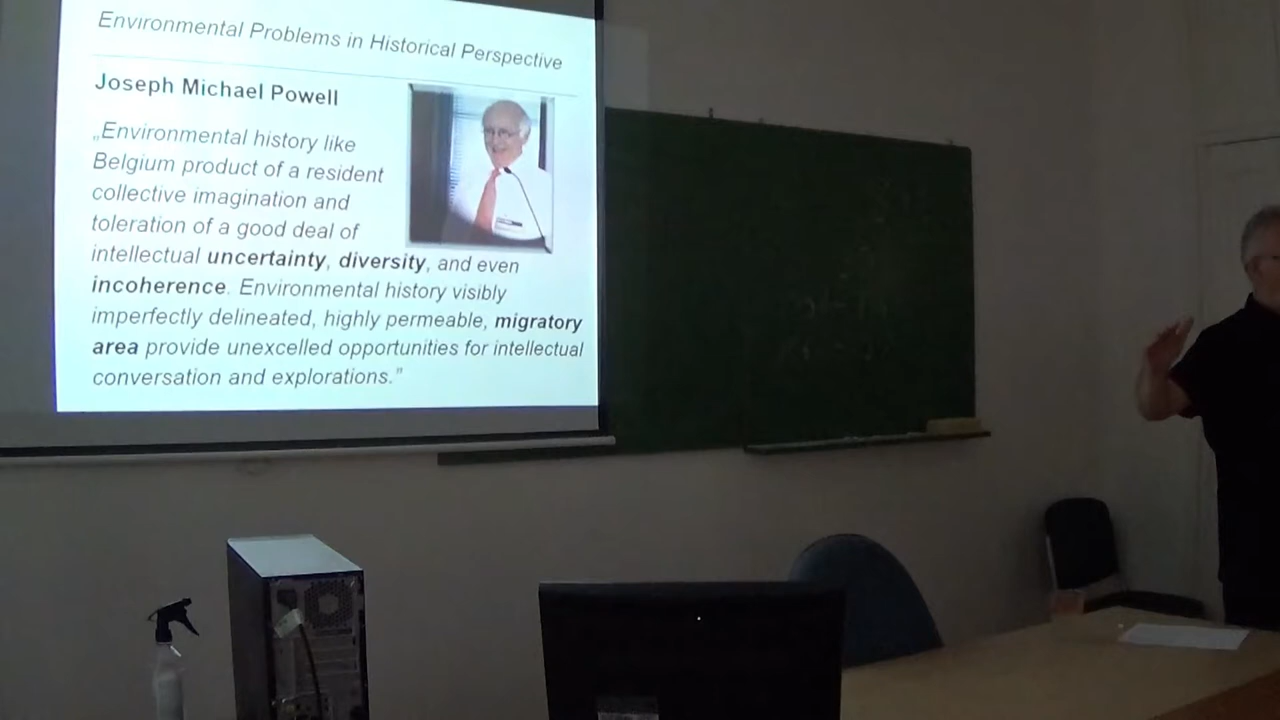 Environmental Problems in Historical Perspective
Joseph Michael Powell
„Environmental history like
Belgium product of a resident
collective imagination and
toleration of a good deal of
intellectual uncertainty, diversity, and even
incoherence. Environmental history visibly
imperfectly delineated, highly permeable, migratory
area provide unexcelled opportunities for intellectual
conversation and explorations.”